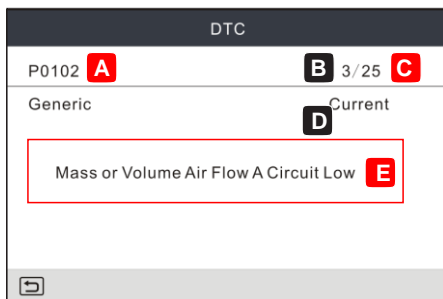 DTC
P0102 A B 3/25 C
Generic Current
D
Mass or Volume Air Flow A Circuit Low E